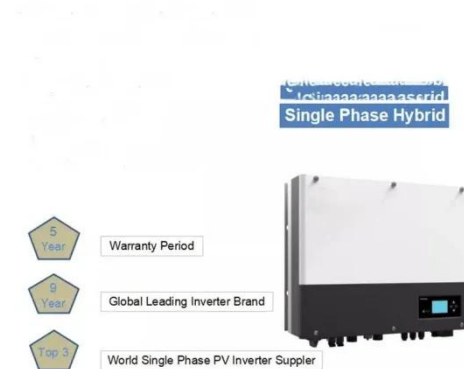 Single Phase Hybrid
5
Year
Warranty Period
9
Year
Global Leading Inverter Brand
Top 3
World Single Phase PV Inverter Suppler